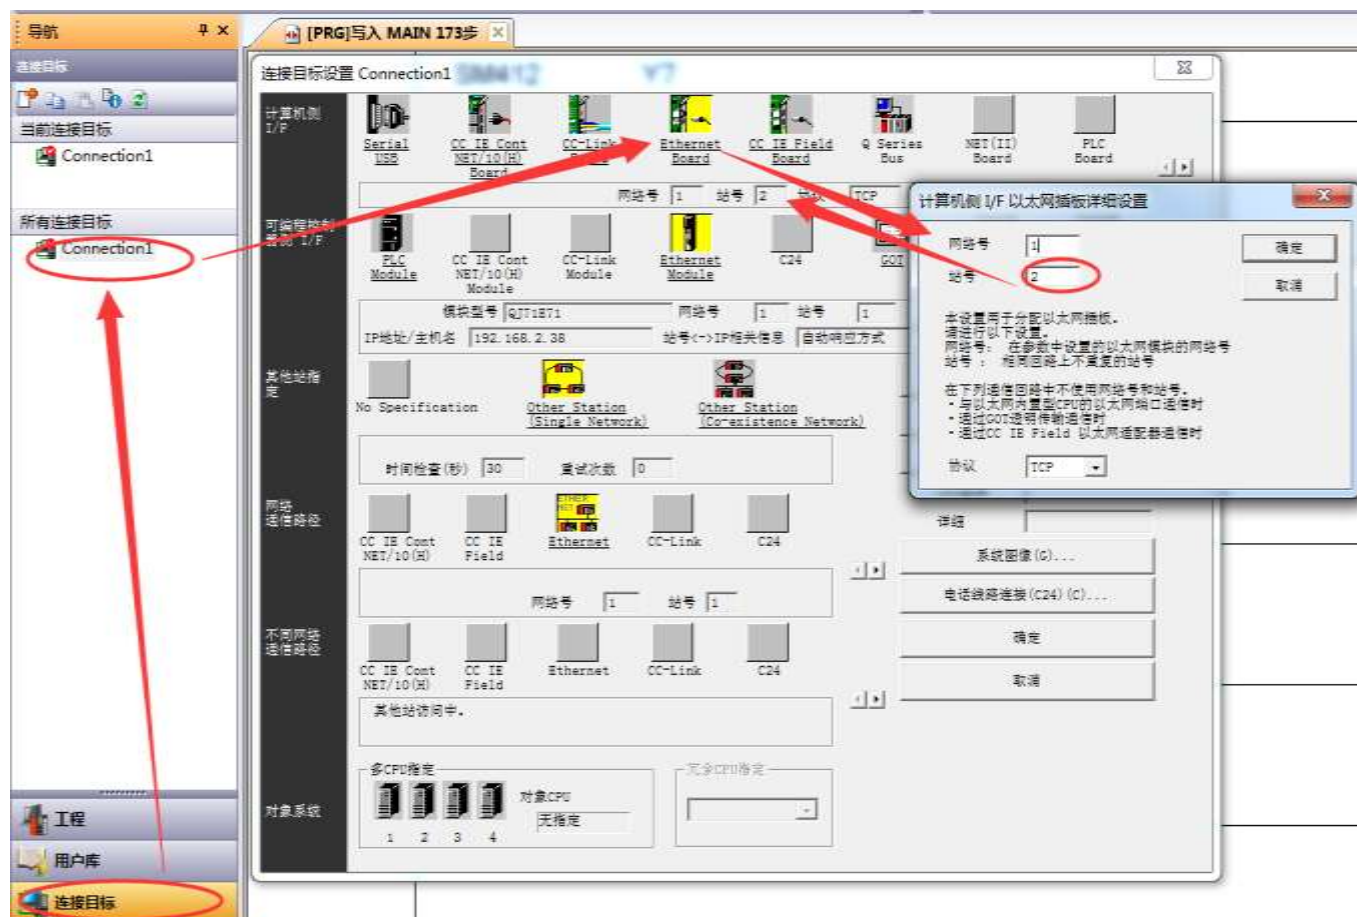 导航
[PRG]写入 MAIN 173步
连接目标
连接目标设置 Connection1
当前连接目标
Connection1
所有连接目标
Connection1
工程
用户库
连接目标
计算机侧
I/F
Serial
USB
CC IE Cont
NET/10(H)
Board
CC-Link
Ethernet
Board
CC IE Field
Board
Q Series
Bus
NET(II)
Board
PLC
Board
网络号 1 站号 2 协议 TCP
可编程控制
器侧 I/F
PLC
Module
CC IE Cont
NET/10(H)
Module
CC-Link
Module
Ethernet
Module
C24
GOT
模块型号 QJ71E71 网络号 1 站号 1
IP地址/主机名 192.168.2.38 站号<->IP相关信息 自动响应方式
其他站指
定
No Specification
Other Station
(Single Network)
Other Station
(Co-existence Network)
时间检查(秒) 30 重试次数 0
网络
通信路径
CC IE Cont
NET/10(H)
CC IE
Field
Ethernet
CC-Link
C24
网络号 1 站号 1
不同网络
通信路径
CC IE Cont
NET/10(H)
CC IE
Field
Ethernet
CC-Link
C24
其他站访问中。
对象系统
多CPU指定
1 2 3 4
对象CPU
无指定
冗余CPU指定
详细
系统图像(G)...
电话线路连接(C24)(C)...
确定
取消
计算机侧 I/F 以太网插板详细设置
网络号 1
站号 2
确定
取消
本设置用于分配以太网插板。
请进行以下设置。
网络号： 在参数中设置的以太网模块的网络号
站号 ： 相同回路上不重复的站号
在下列通信回路中不使用网络号和站号。
・与以太网内置型CPU的以太网端口通信时
・通过GOT透明传输通信时
・通过CC IE Field 以太网适配器通信时
协议 TCP